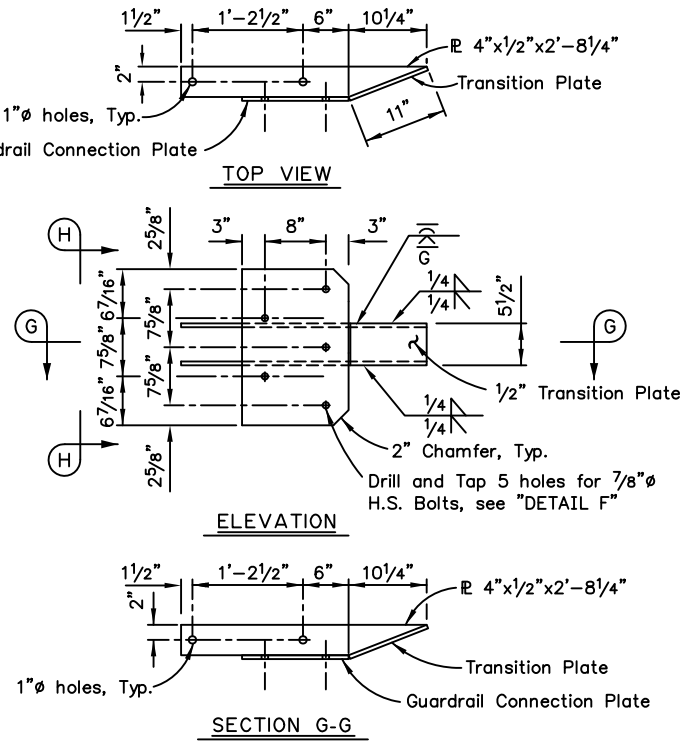 1½" 1'-2½" 6" 10¼"
℔ 4"x½"x2'-8¼"
2"
Transition Plate
1"ø holes, Typ.
11"
drail Connection Plate
TOP VIEW
H
2⅝"
3" 8" 3"
G
6 7/16"
1/4
1/4
5½"
G
7⅝"
7⅝"
G
7⅝"
½" Transition Plate
6 7/16"
1/4
1/4
H
2⅝"
2" Chamfer, Typ.
Drill and Tap 5 holes for ⅞"ø
H.S. Bolts, see "DETAIL F"
ELEVATION
1½" 1'-2½" 6" 10¼"
℔ 4"x½"x2'-8¼"
2"
Transition Plate
1"ø holes, Typ.
Guardrail Connection Plate
SECTION G-G